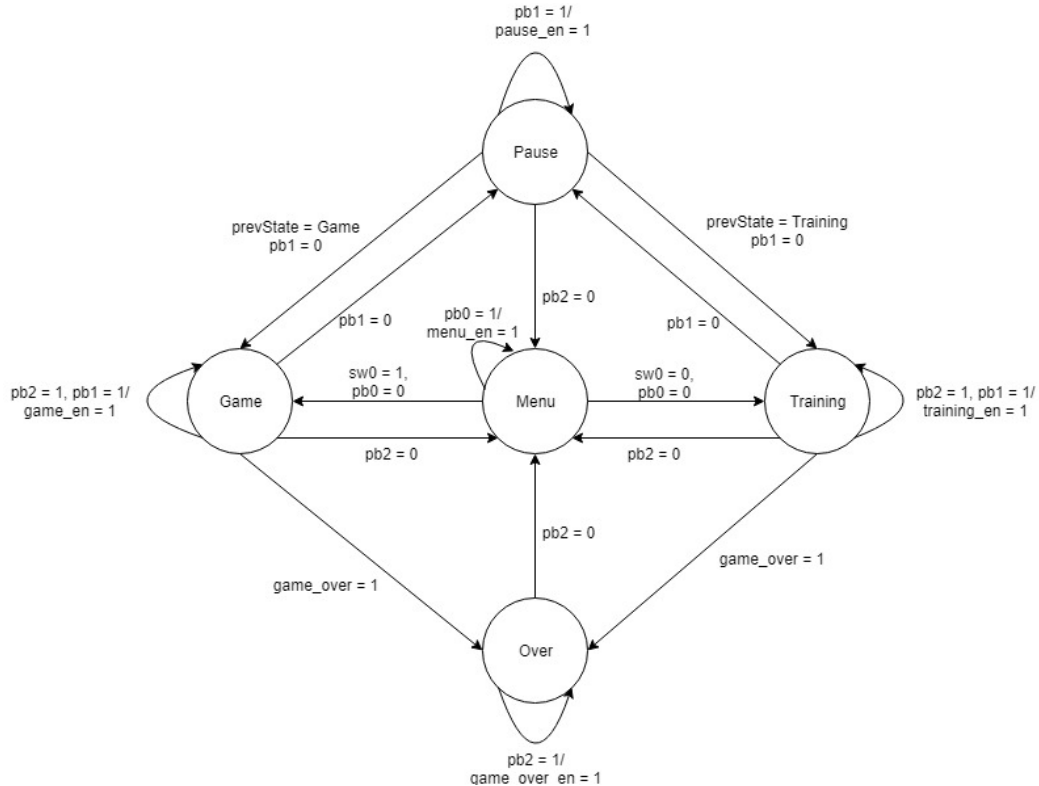 pb1 = 1/
pause_en = 1
Pause
prevState = Game
pb1 = 0
prevState = Training
pb1 = 0
pb2 = 0
pb1 = 0
pb1 = 0
pb0 = 1/
menu_en = 1
pb2 = 1, pb1 = 1/
game_en = 1
Game
sw0 = 1,
pb0 = 0
Menu
sw0 = 0,
pb0 = 0
Training
pb2 = 1, pb1 = 1/
training_en = 1
pb2 = 0
pb2 = 0
pb2 = 0
game_over = 1
game_over = 1
Over
pb2 = 1/
game_over_en = 1